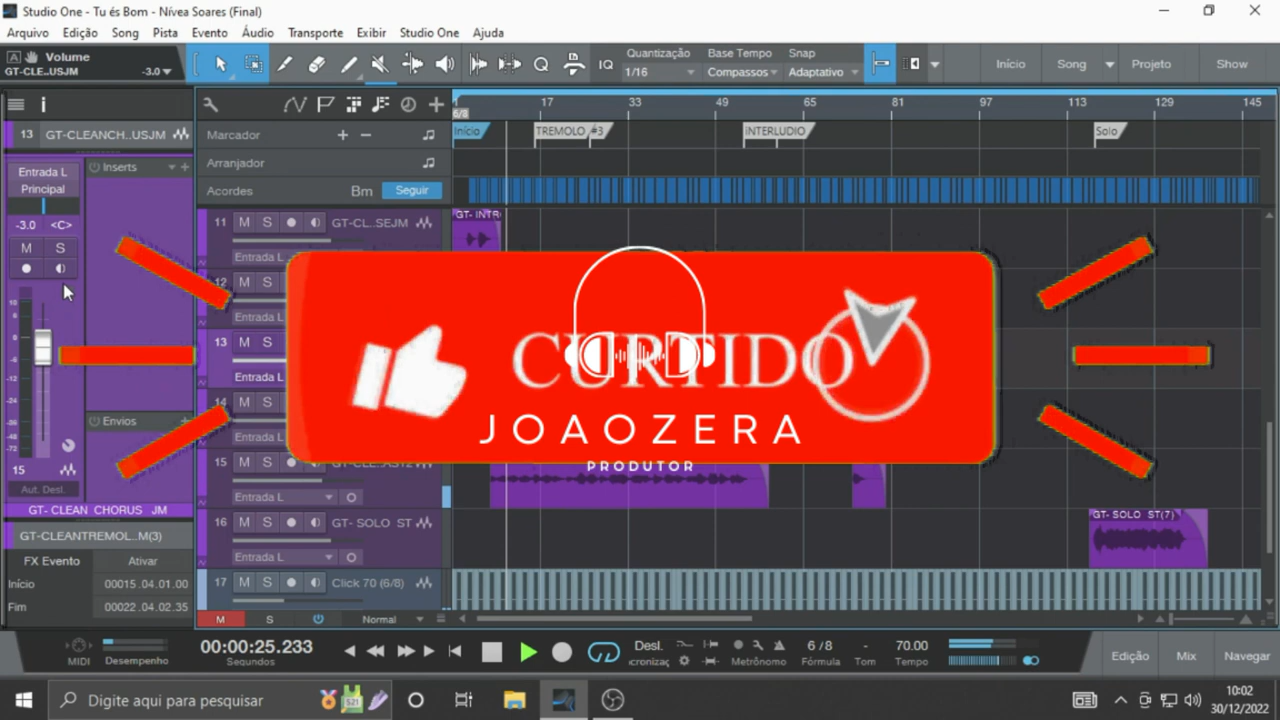 Studio One - Tu és Bom - Nívea Soares (Final)
Arquivo Edição Song Pista Evento Áudio Transporte Exibir Studio One Ajuda
A Volume
GT-CLE..USJM -3.0
IQ
Quantização Base Tempo Snap
1/16 Compassos Adaptativo
Início Song Projeto Show
17 33 49 65 81 97 113 129 145
6/8
13 GT-CLEANCH..USJM
Marcador
Início TREMOLO #3 INTERLUDIO Solo
Arranjador
Acordes Bm Seguir
Entrada L
Principal
Inserts
-3.0 <C>
M S
11 M S GT-CL..SEJM
GT- INTR
Entrada L
12 M
Entrada L
13 M S
Entrada L
14 M S
Entrada L
CURTIDO
JOAOZERA
PRODUTOR
Envios
15
Aut. Desl.
15 M S
Entrada L
GT- CLEAN CHORUS JM
16 M S GT- SOLO ST
GT- SOLO ST(7)
Entrada L
GT-CLEANTREMOL..M(3)
FX Evento Ativar
Início 00015.04.01.00
Fim 00022.04.02.35
17 M S Click 70 (6/8)
M S Normal
MIDI Desempenho
00:00:25.233
Segundos
Desl.
Metrônomo
6 / 8
Fórmula
-
Tom
70.00
Tempo
Edição Mix Navegar
Digite aqui para pesquisar
10:02
30/12/2022